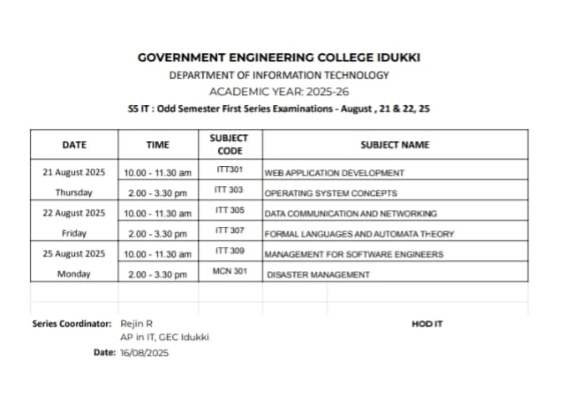 GOVERNMENT ENGINEERING COLLEGE IDUKKI
DEPARTMENT OF INFORMATION TECHNOLOGY
ACADEMIC YEAR: 2025-26
S5 IT : Odd Semester First Series Examinations - August , 21 & 22, 25
DATE TIME SUBJECT CODE SUBJECT NAME
21 August 2025 10.00 - 11.30 am ITT301 WEB APPLICATION DEVELOPMENT
Thursday 2.00 - 3.30 pm ITT 303 OPERATING SYSTEM CONCEPTS
22 August 2025 10.00 - 11.30 am ITT 305 DATA COMMUNICATION AND NETWORKING
Friday 2.00 - 3.30 pm ITT 307 FORMAL LANGUAGES AND AUTOMATA THEORY
25 August 2025 10.00 - 11.30 am ITT 309 MANAGEMENT FOR SOFTWARE ENGINEERS
Monday 2.00 - 3.30 pm MCN 301 DISASTER MANAGEMENT
Series Coordinator: Rejin R HOD IT
AP in IT, GEC Idukki
Date: 16/08/2025